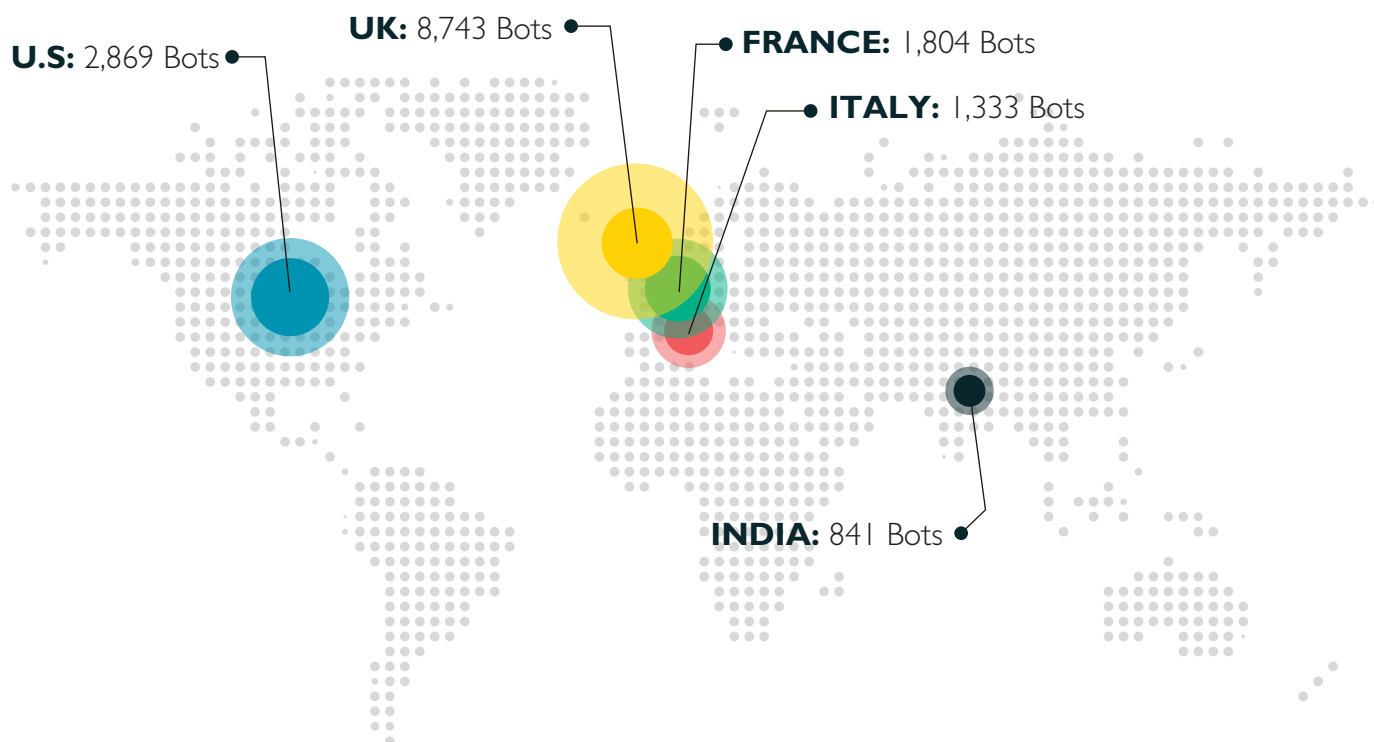 UK: 8,743 Bots
U.S: 2,869 Bots
FRANCE: 1,804 Bots
ITALY: 1,333 Bots
INDIA: 841 Bots